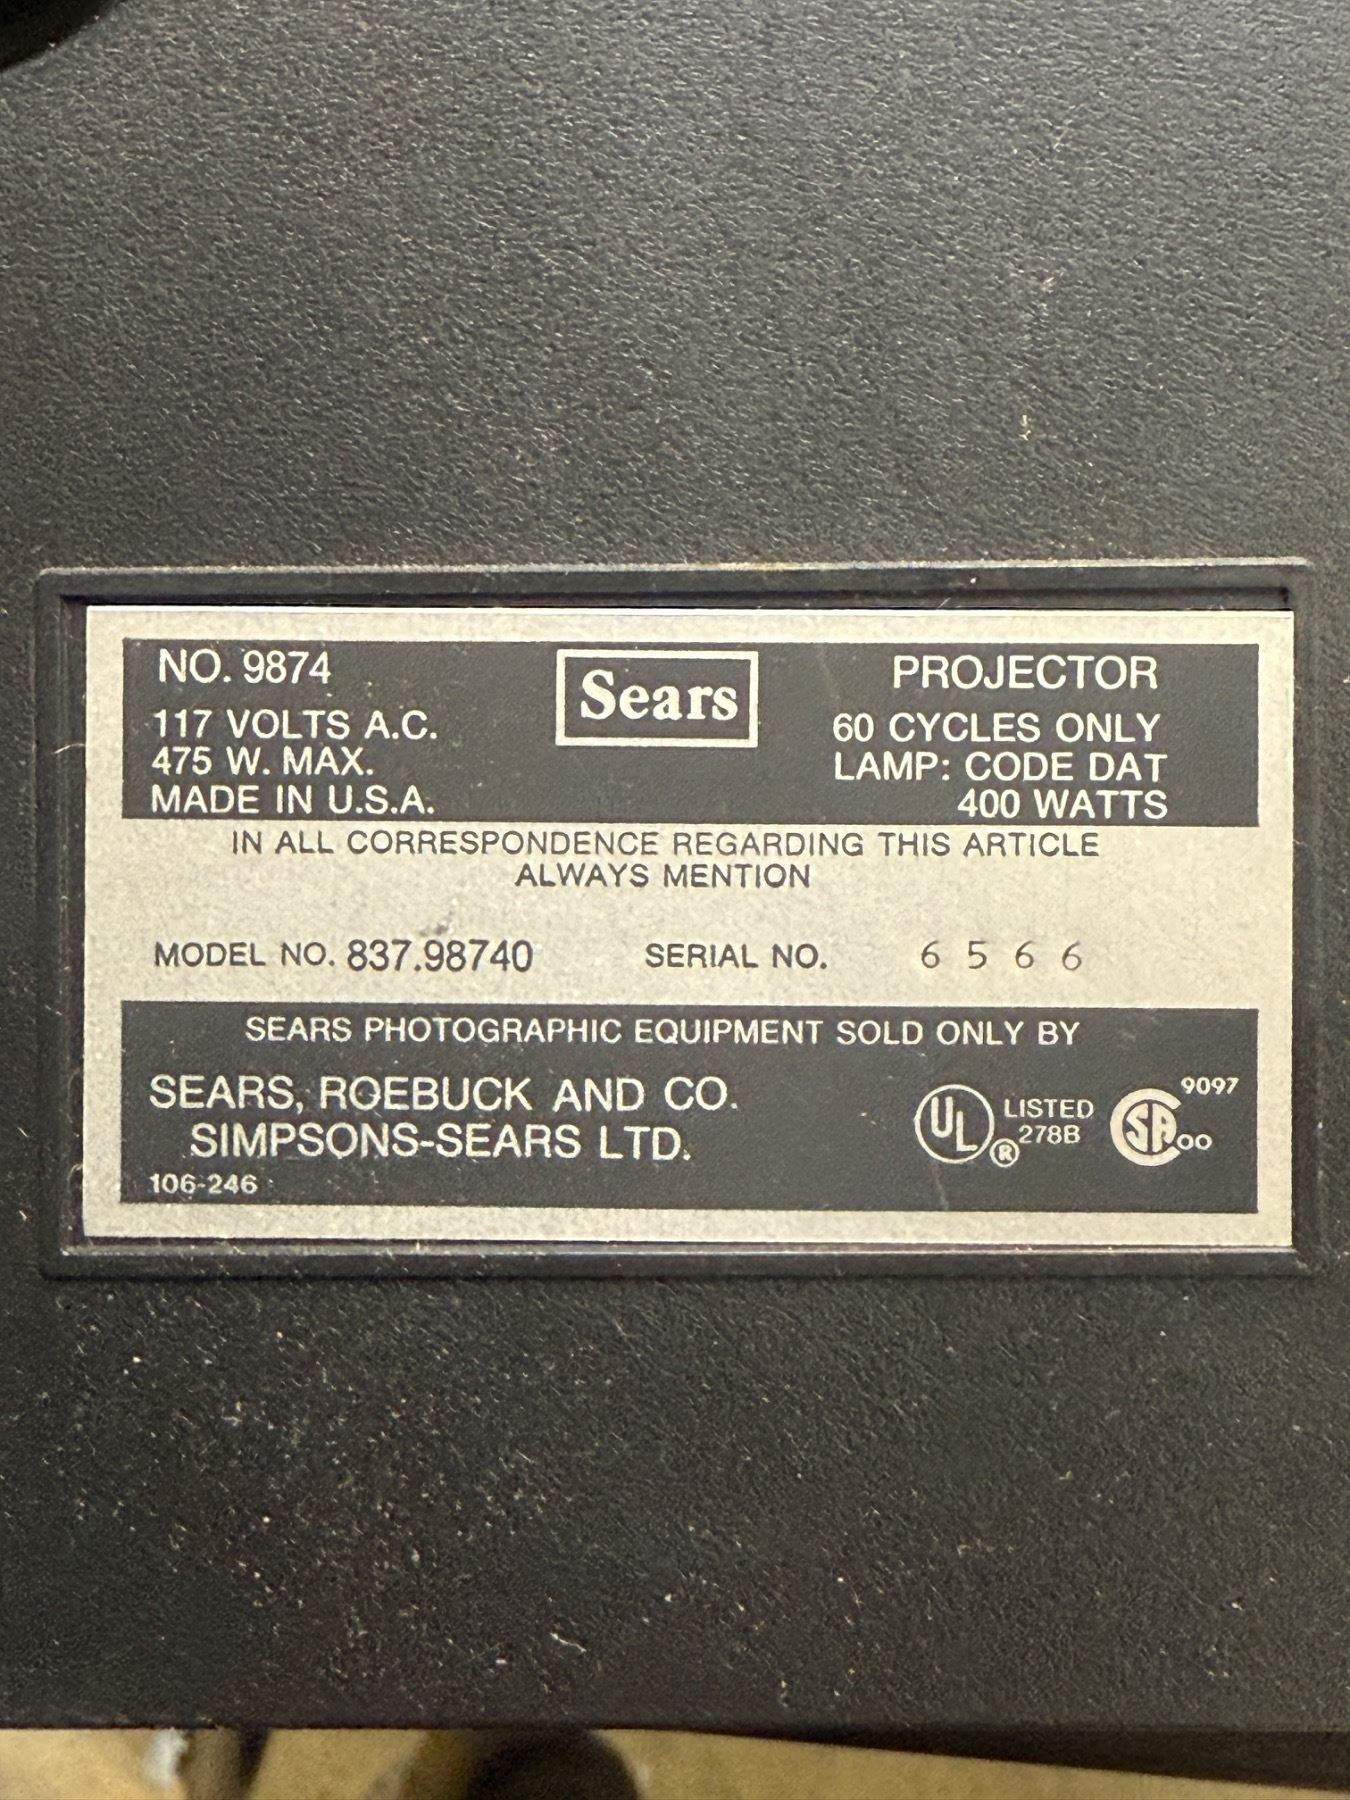 NO. 9874
117 VOLTS A.C.
475 W. MAX.
MADE IN U.S.A.
Sears
PROJECTOR
60 CYCLES ONLY
LAMP: CODE DAT
400 WATTS
IN ALL CORRESPONDENCE REGARDING THIS ARTICLE
ALWAYS MENTION
MODEL NO. 837.98740 SERIAL NO. 6566
SEARS PHOTOGRAPHIC EQUIPMENT SOLD ONLY BY
SEARS, ROEBUCK AND CO.
SIMPSONS-SEARS LTD.
106-246
UL ® LISTED
278B
SA 9097
00